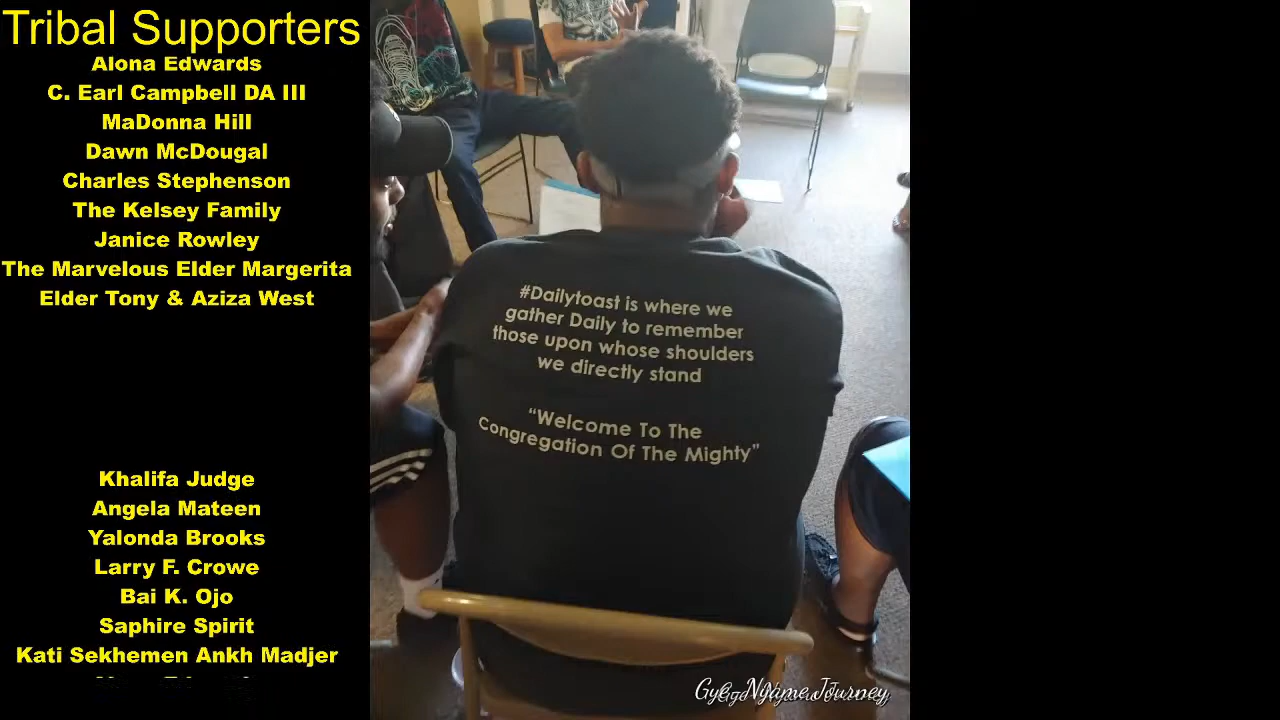 Tribal Supporters
Alona Edwards
C. Earl Campbell DA III
MaDonna Hill
Dawn McDougal
Charles Stephenson
The Kelsey Family
Janice Rowley
The Marvelous Elder Margerita
Elder Tony & Aziza West
Khalifa Judge
Angela Mateen
Yalonda Brooks
Larry F. Crowe
Bai K. Ojo
Saphire Spirit
Kati Sekhemen Ankh Madjer
#Dailytoast is where we
gather Daily to remember
those upon whose shoulders
we directly stand
“Welcome To The
Congregation Of The Mighty”
Journey